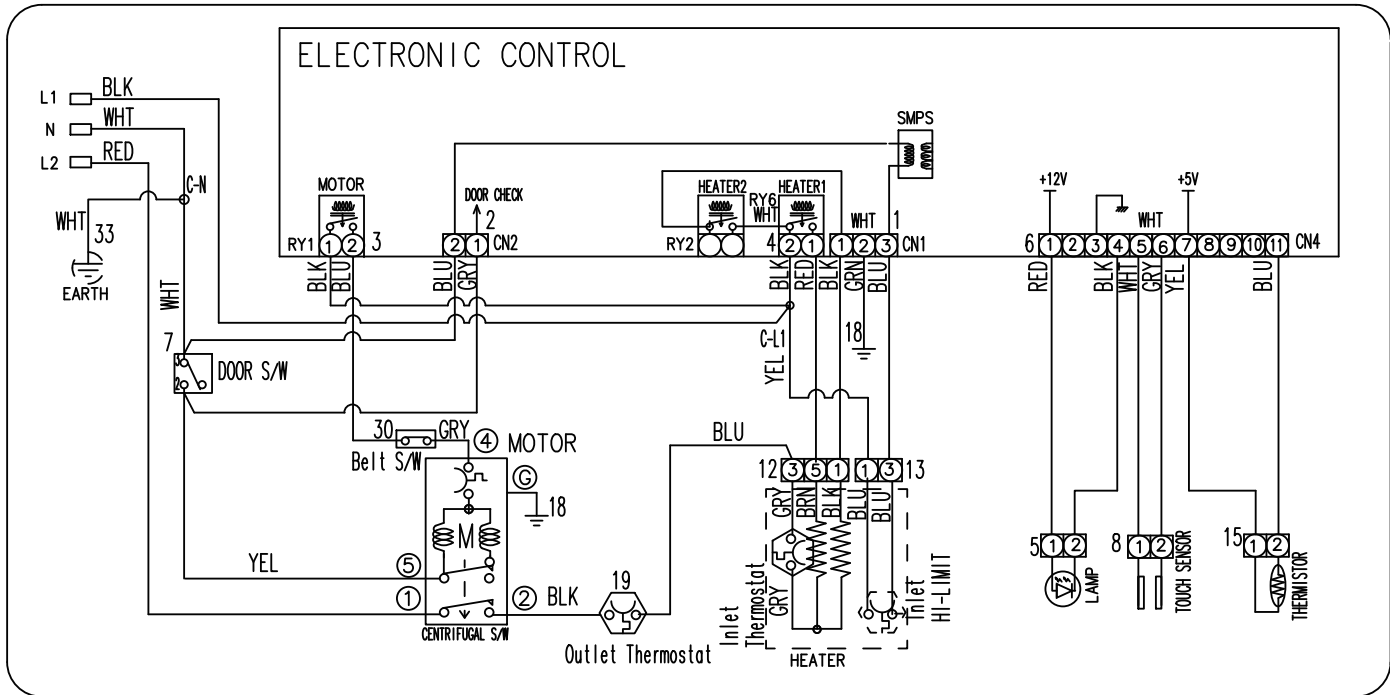 ELECTRONIC CONTROL
L1 BLK
N WHT
L2 RED
C-N
WHT 33
EARTH
WHT
SMPS
MOTOR
DOOR CHECK
2
HEATER2 RY6 HEATER1
WHT WHT 1
+12V +5V
WHT
RY1 1 2 3
2 1 CN2
RY2 4 2 1 1 2 3 CN1
6 1 2 3 4 5 6 7 8 9 10 11 CN4
BLK BLU BLU GRY BLK RED BLK GRN BLU
RED BLK WHT GRY YEL BLU
C-L1 18
YEL
7
3
2
DOOR S/W
30 GRY 4 MOTOR
Belt S/W
G
18
M
BLU
12 3 5 1 1 3 13
GRY BRN BLK BLU BLU
YEL 5
1 2 BLK
CENTRIFUGAL S/W
19
Outlet Thermostat
Inlet Thermostat
GRY
Inlet HI-LIMIT
HEATER
5 1 2
LAMP
8 1 2
TOUCH SENSOR
15 1 2
THERMISTOR